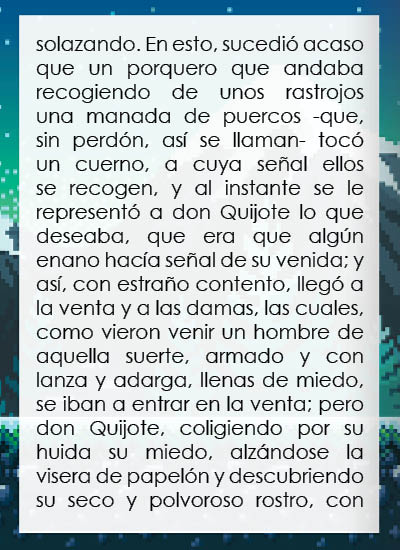 solazando. En esto, sucedió acaso
que un porquero que andaba
recogiendo de unos rastrojos
una manada de puercos -que,
sin perdón, así se llaman- tocó
un cuerno, a cuya señal ellos
se recogen, y al instante se le
representó a don Quijote lo que
deseaba, que era que algún
enano hacía señal de su venida; y
así, con estraño contento, llegó a
la venta y a las damas, las cuales,
como vieron venir un hombre de
aquella suerte, armado y con
lanza y adarga, llenas de miedo,
se iban a entrar en la venta; pero
don Quijote, coligiendo por su
huida su miedo, alzándose la
visera de papelón y descubriendo
su seco y polvoroso rostro, con